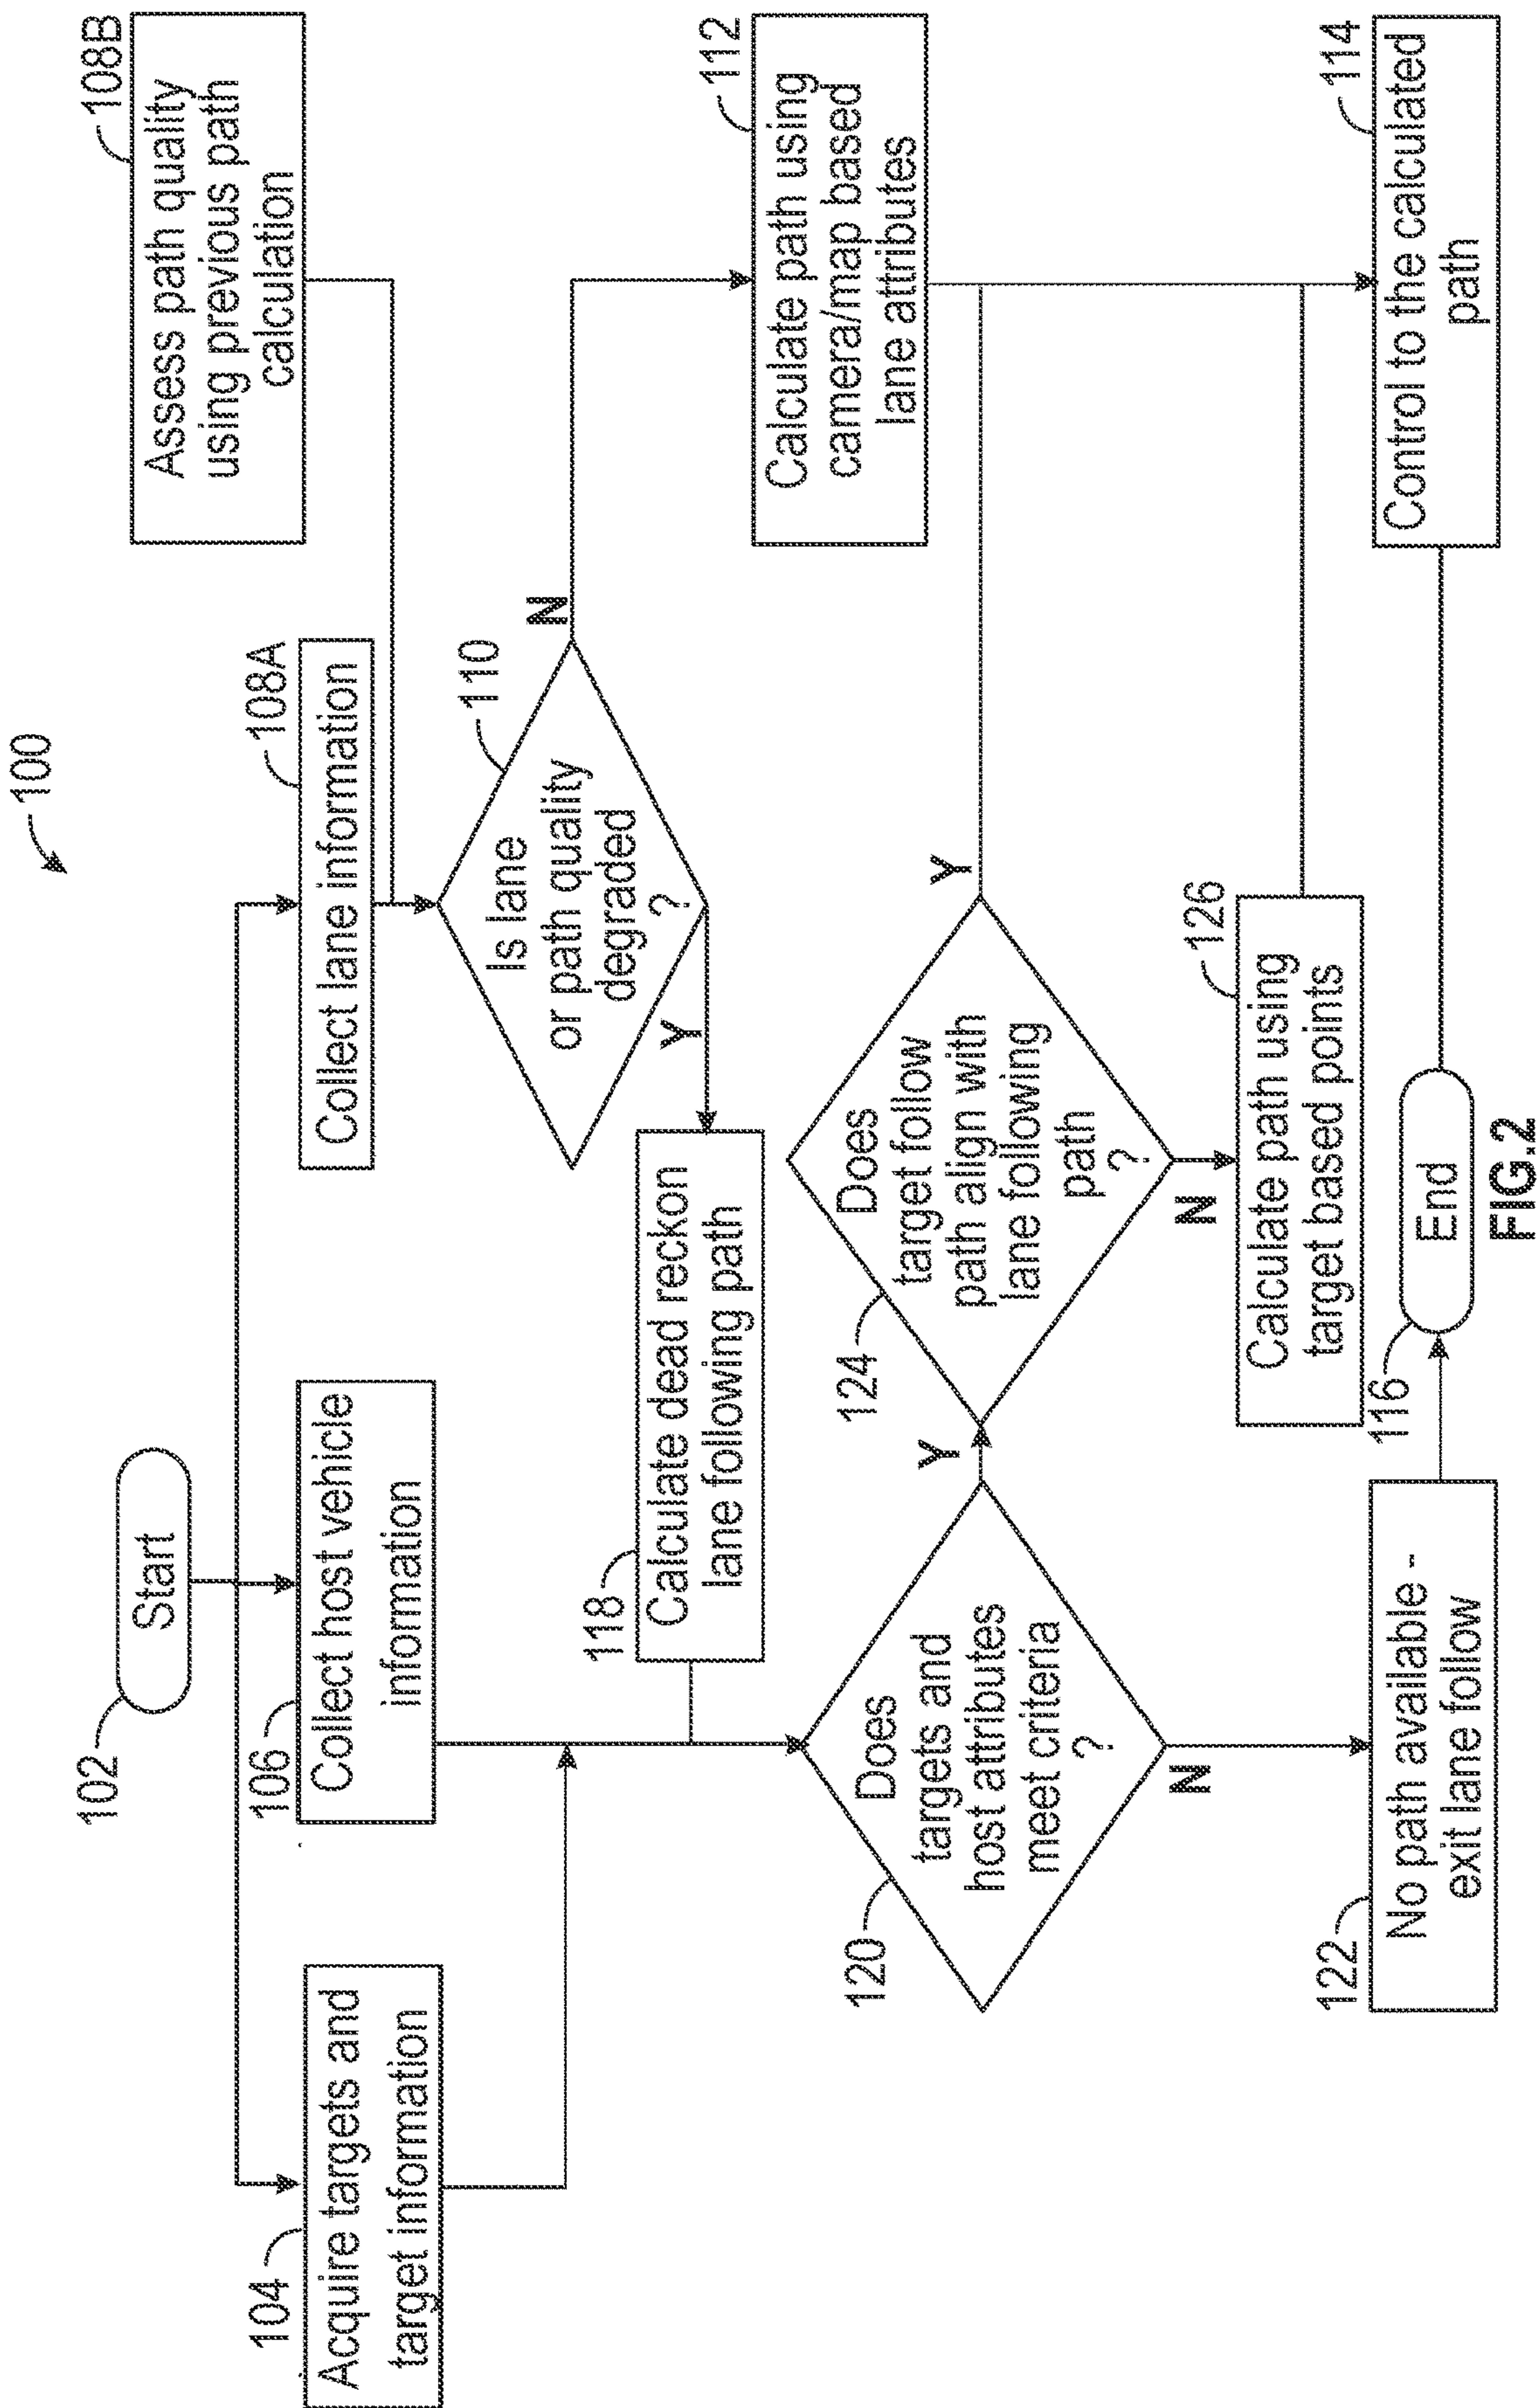 100
Start
102
Acquire targets and
target information
104
Collect host vehicle
information
106
Collect lane information
108A
Assess path quality
using previous path
calculation
108B
Is lane
or path quality
degraded
?
110
N
Y
Calculate dead reckon
lane following path
118
Calculate path using
camera/map based
lane attributes
112
Does
targets and
host attributes
meet criteria
?
120
Y
N
Does
target follow
path align with
lane following
path
?
124
Y
N
Calculate path using
target based points
126
No path available -
exit lane follow
122
End
116
Control to the calculated
path
114
FIG.2